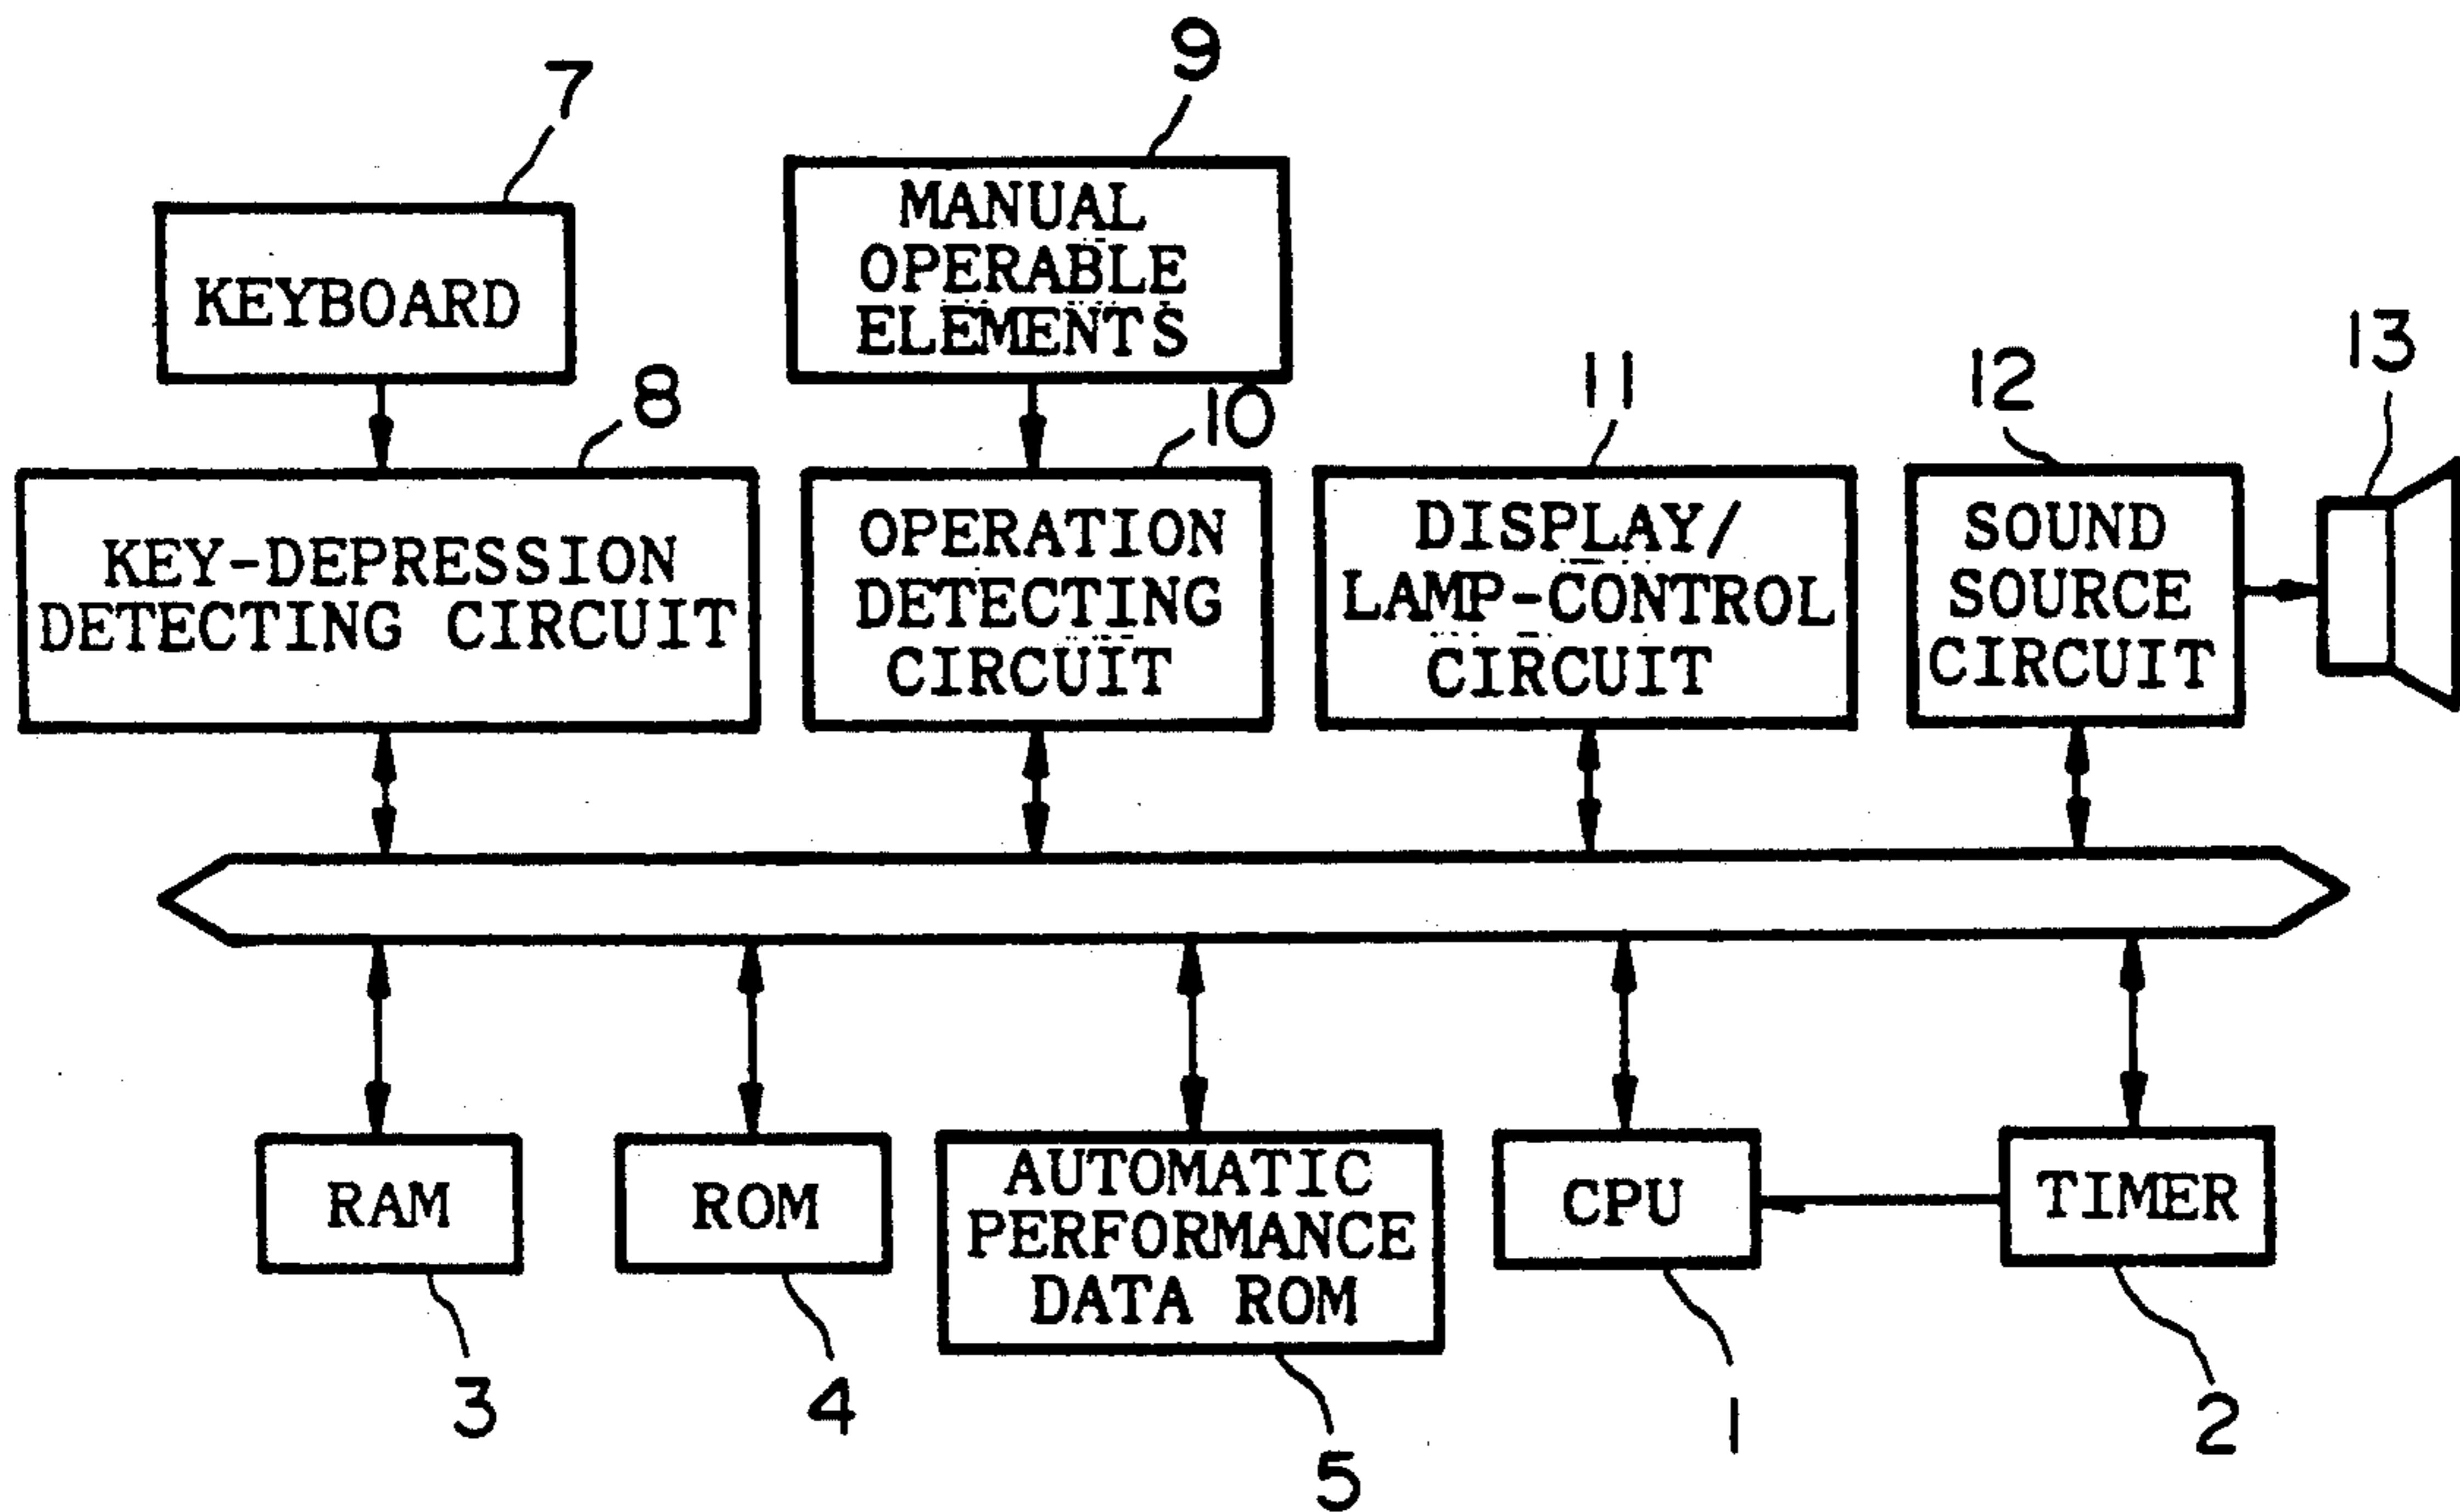 7
9
KEYBOARD
MANUAL
OPERABLE
ELEMENTS
8
10
11
12
13
KEY-DEPRESSION
DETECTING CIRCUIT
OPERATION
DETECTING
CIRCUIT
DISPLAY/
LAMP-CONTROL
CIRCUIT
SOUND
SOURCE
CIRCUIT
RAM
ROM
AUTOMATIC
PERFORMANCE
DATA ROM
CPU
TIMER
3
4
5
1
2